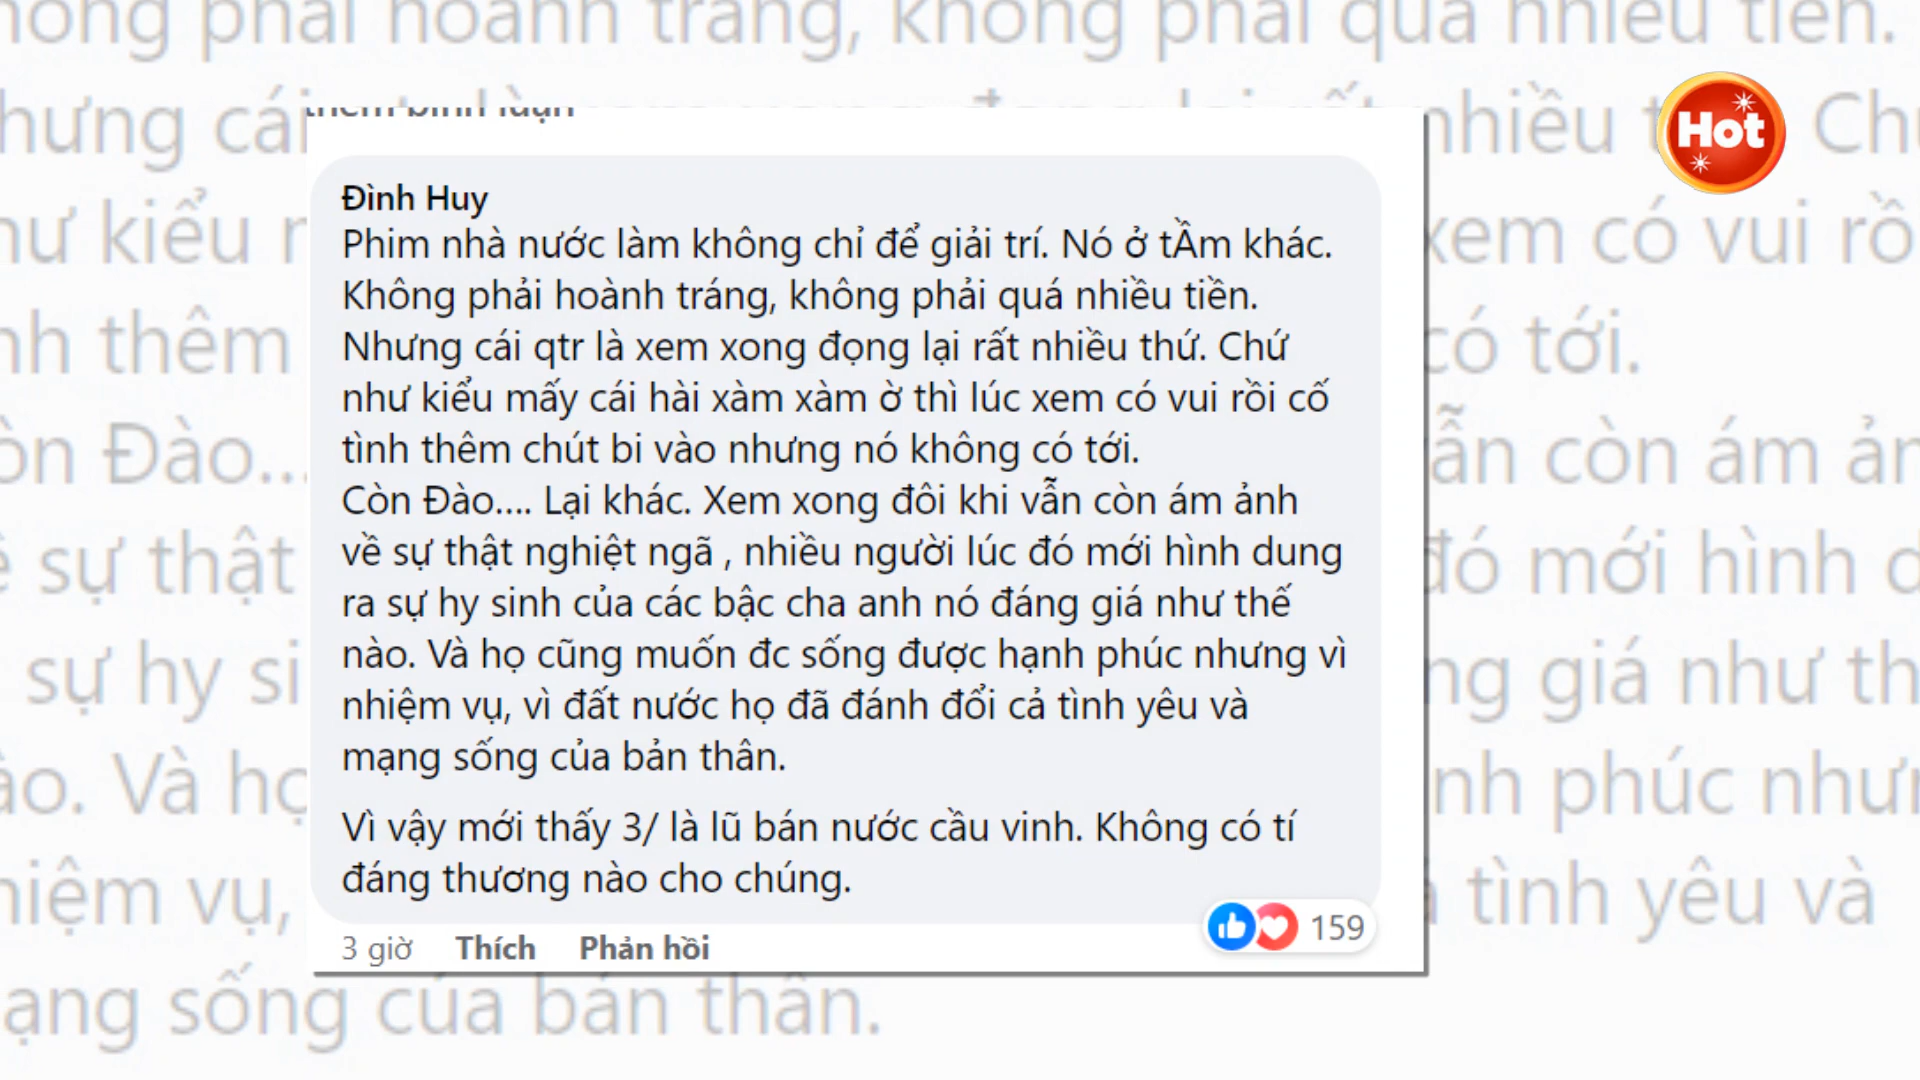 Hot
Đình Huy
Phim nhà nước làm không chỉ để giải trí. Nó ở tẦm khác.
Không phải hoành tráng, không phải quá nhiều tiền.
Nhưng cái qtr là xem xong đọng lại rất nhiều thứ. Chứ
như kiểu mấy cái hài xàm xàm ờ thì lúc xem có vui rồi cố
tình thêm chút bi vào nhưng nó không có tới.
Còn Đào.... Lại khác. Xem xong đôi khi vẫn còn ám ảnh
về sự thật nghiệt ngã , nhiều người lúc đó mới hình dung
ra sự hy sinh của các bậc cha anh nó đáng giá như thế
nào. Và họ cũng muốn đc sống được hạnh phúc nhưng vì
nhiệm vụ, vì đất nước họ đã đánh đổi cả tình yêu và
mạng sống của bản thân.
Vì vậy mới thấy 3/ là lũ bán nước cầu vinh. Không có tí
đáng thương nào cho chúng.
159
3 giờ Thích Phản hồi